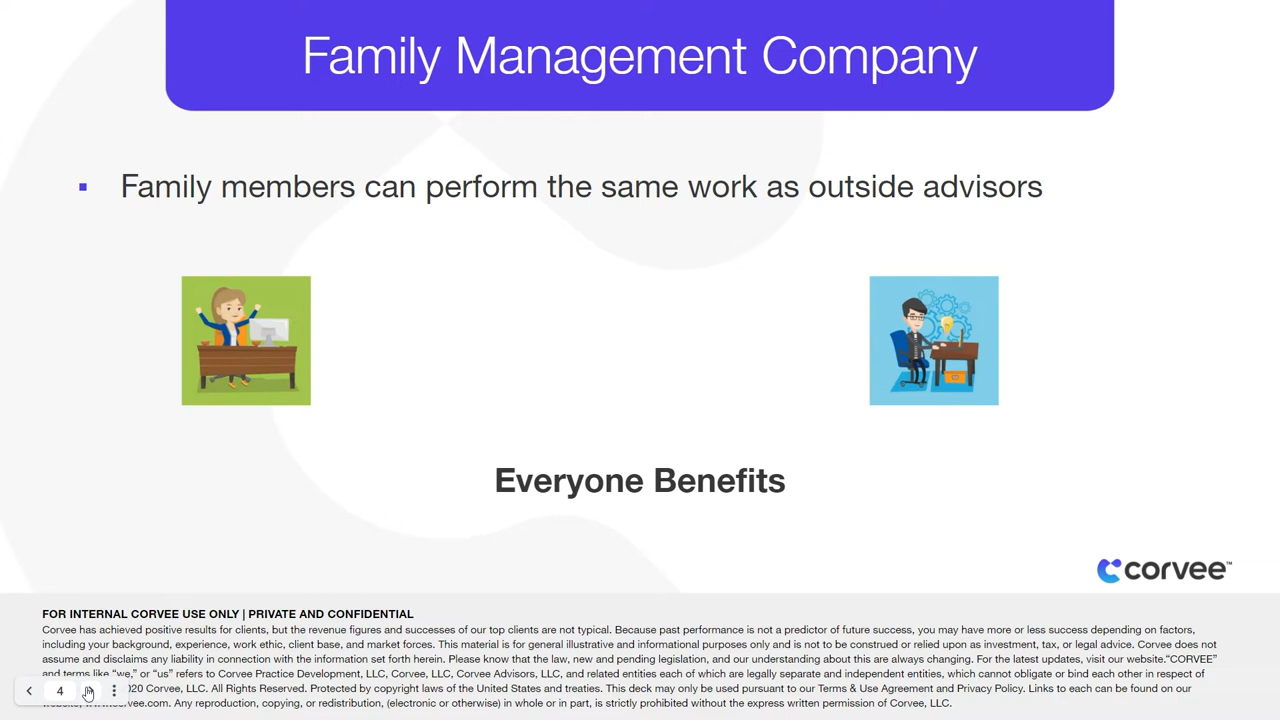 Family Management Company
▪ Family members can perform the same work as outside advisors
Everyone Benefits
corvee™
FOR INTERNAL CORVEE USE ONLY | PRIVATE AND CONFIDENTIAL
Corvee has achieved positive results for clients, but the revenue figures and successes of our top clients are not typical. Because past performance is not a predictor of future success, you may have more or less success depending on factors,
including your background, experience, work ethic, client base, and market forces. This material is for general illustrative and informational purposes only and is not to be construed or relied upon as investment, tax, or legal advice. Corvee does not
assume and disclaims any liability in connection with the information set forth herein. Please know that the law, new and pending legislation, and our understanding about this are always changing. For the latest updates, visit our website.“CORVEE”
and terms like “we,” or “us” refers to Corvee Practice Development, LLC, Corvee, LLC, Corvee Advisors, LLC, and related entities each of which are legally separate and independent entities, which cannot obligate or bind each other in respect of
4 20 Corvee, LLC. All Rights Reserved. Protected by copyright laws of the United States and treaties. This deck may only be used pursuant to our Terms & Use Agreement and Privacy Policy. Links to each can be found on our
Any reproduction, copying, or redistribution, (electronic or otherwise) in whole or in part, is strictly prohibited without the express written permission of Corvee, LLC.